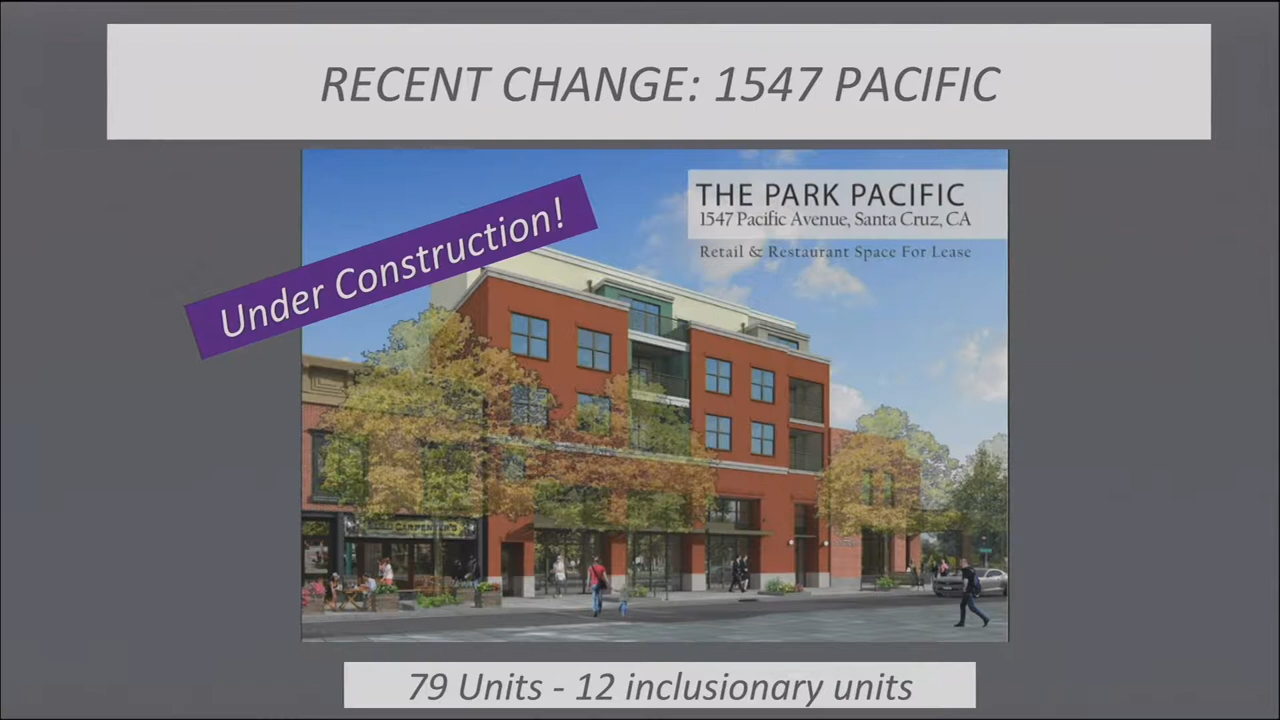 RECENT CHANGE: 1547 PACIFIC
Under Construction!
THE PARK PACIFIC
1547 Pacific Avenue, Santa Cruz, CA
Retail & Restaurant Space For Lease
CARPENTER'S
79 Units - 12 inclusionary units